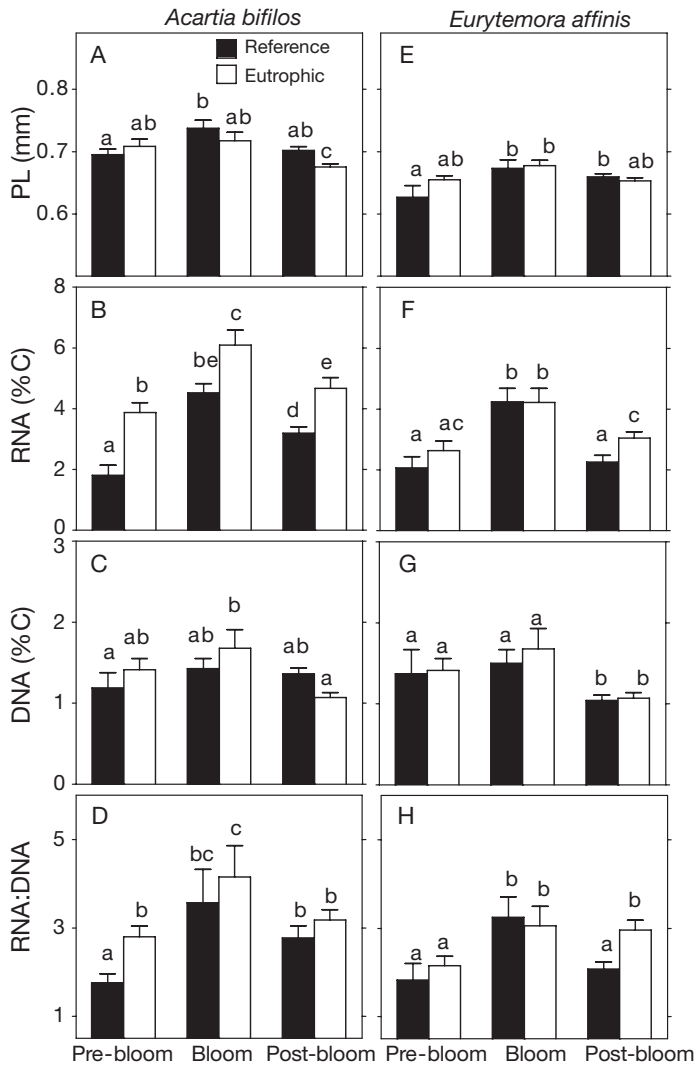 Acartia bifilos
Eurytemora affinis
A
Reference
Eutrophic
E
PL (mm)
0.8
0.7
0.6
a ab b ab ab c
a ab b b b ab
B
F
RNA (%C)
8
6
4
2
0
a b be c d e
a ac b b a c
C
G
DNA (%C)
3
2
1
0
a ab ab b ab a
a a a a b b
D
H
RNA:DNA
5
3
1
a b bc c b b
a a b b a b
Pre-bloom Bloom Post-bloom
Pre-bloom Bloom Post-bloom